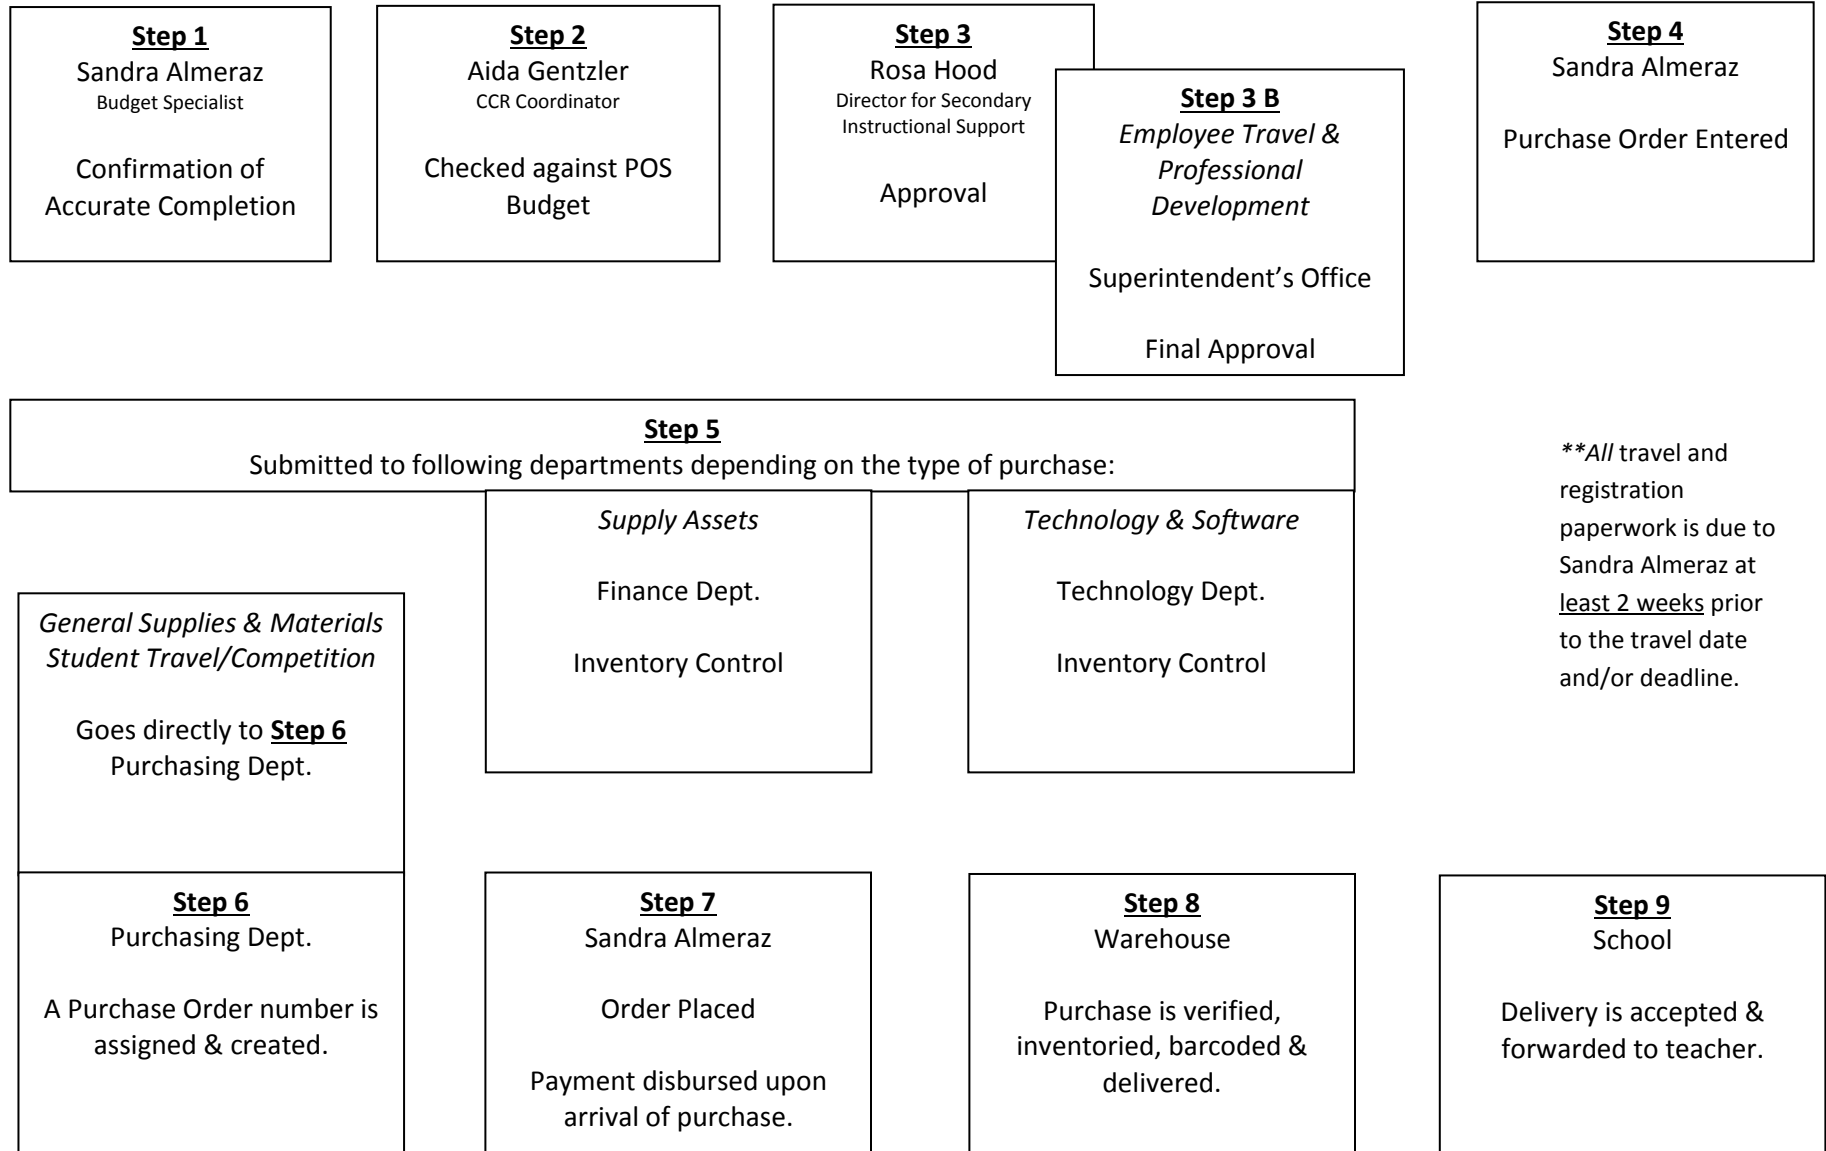 Step 1
Sandra Almeraz
Budget Specialist
Confirmation of
Accurate Completion
Step 2
Aida Gentzler
CCR Coordinator
Checked against POS
Budget
Step 3
Rosa Hood
Director for Secondary
Instructional Support
Approval
Step 3 B
Employee Travel &
Professional
Development
Superintendent’s Office
Final Approval
Step 4
Sandra Almeraz
Purchase Order Entered
Step 5
Submitted to following departments depending on the type of purchase:
General Supplies & Materials
Student Travel/Competition
Goes directly to Step 6
Purchasing Dept.
Supply Assets
Finance Dept.
Inventory Control
Technology & Software
Technology Dept.
Inventory Control
**All travel and
registration
paperwork is due to
Sandra Almeraz at
least 2 weeks prior
to the travel date
and/or deadline.
Step 6
Purchasing Dept.
A Purchase Order number is
assigned & created.
Step 7
Sandra Almeraz
Order Placed
Payment disbursed upon
arrival of purchase.
Step 8
Warehouse
Purchase is verified,
inventoried, barcoded &
delivered.
Step 9
School
Delivery is accepted &
forwarded to teacher.